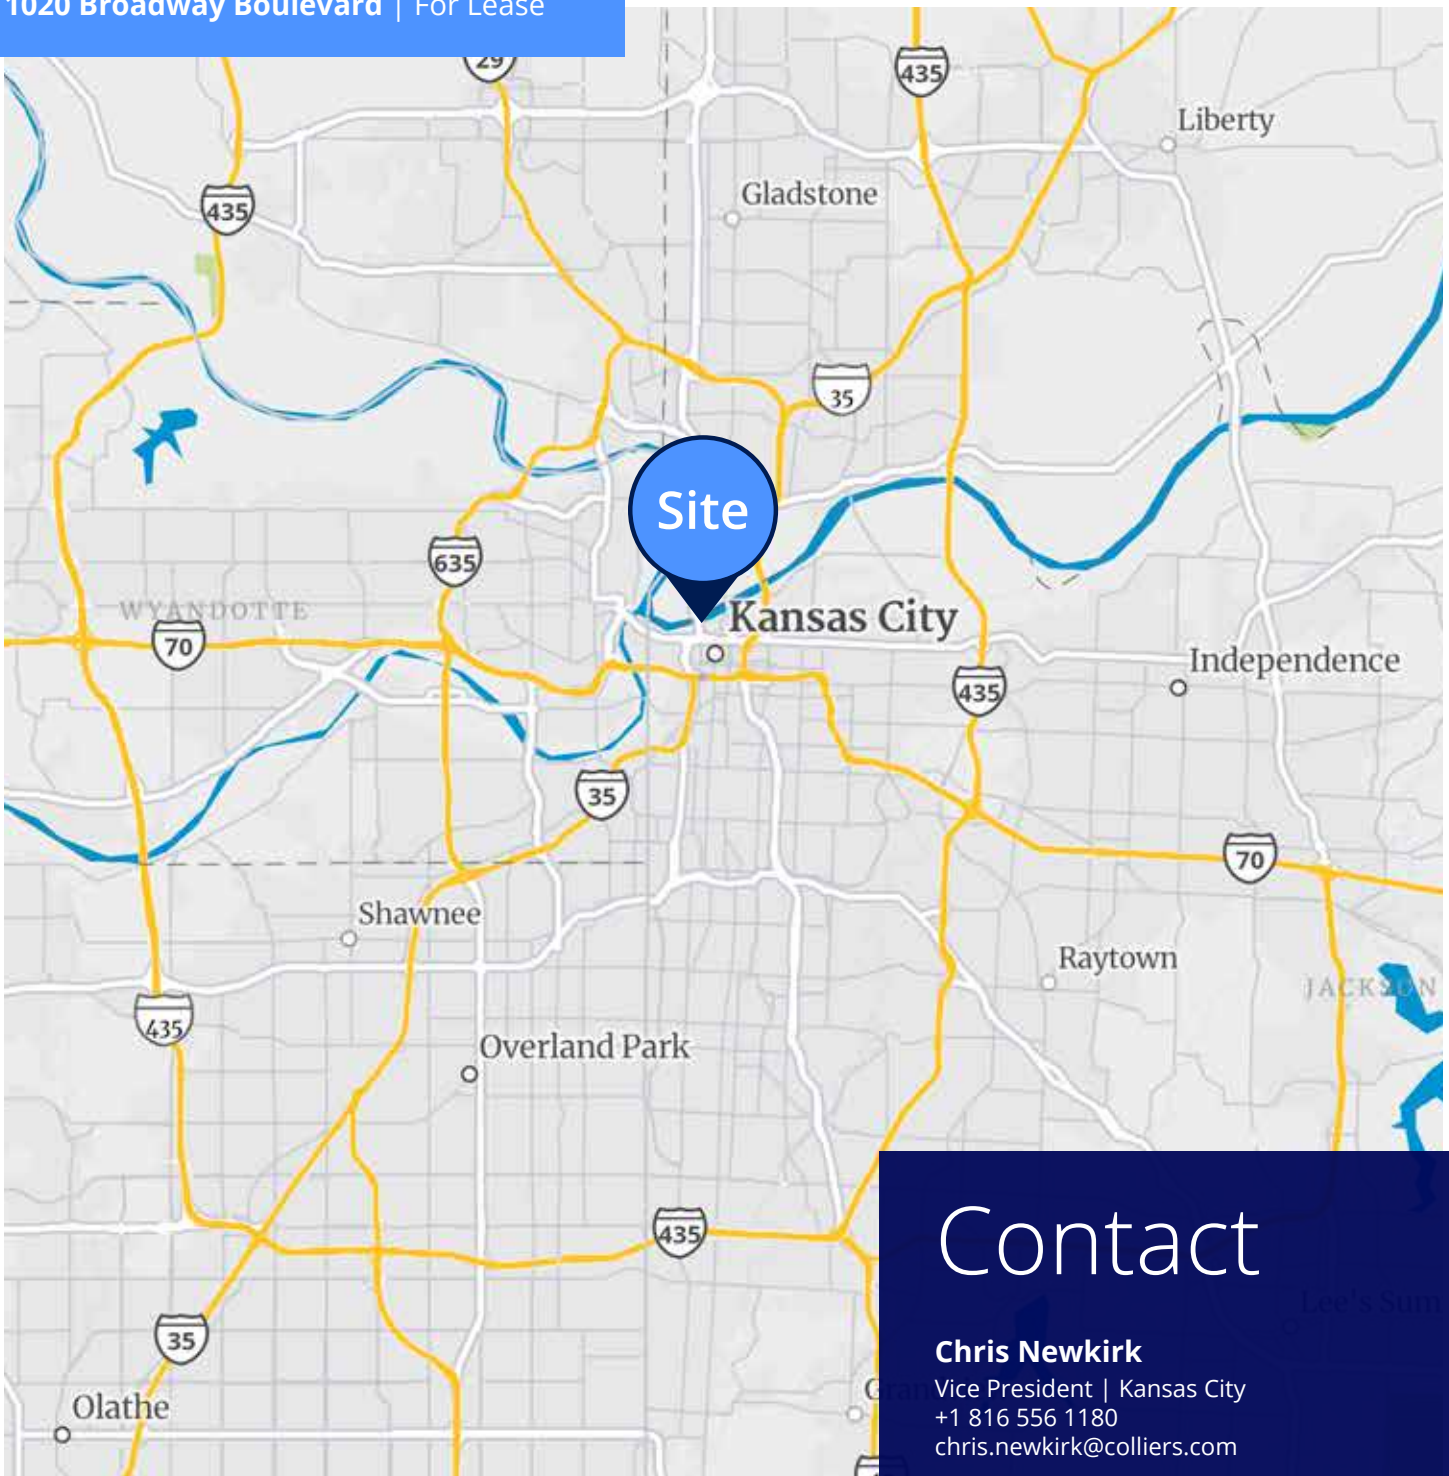 1020 Broadway Boulevard | For Lease
29
435
Liberty
Gladstone
435
35
Site
635
WYANDOTTE
70
Kansas City
Independence
435
35
70
Shawnee
Raytown
JACKSON
435
Overland Park
435
Contact
Lee's Sum
35
Chris Newkirk
Vice President | Kansas City
Olathe
+1 816 556 1180
chris.newkirk@colliers.com